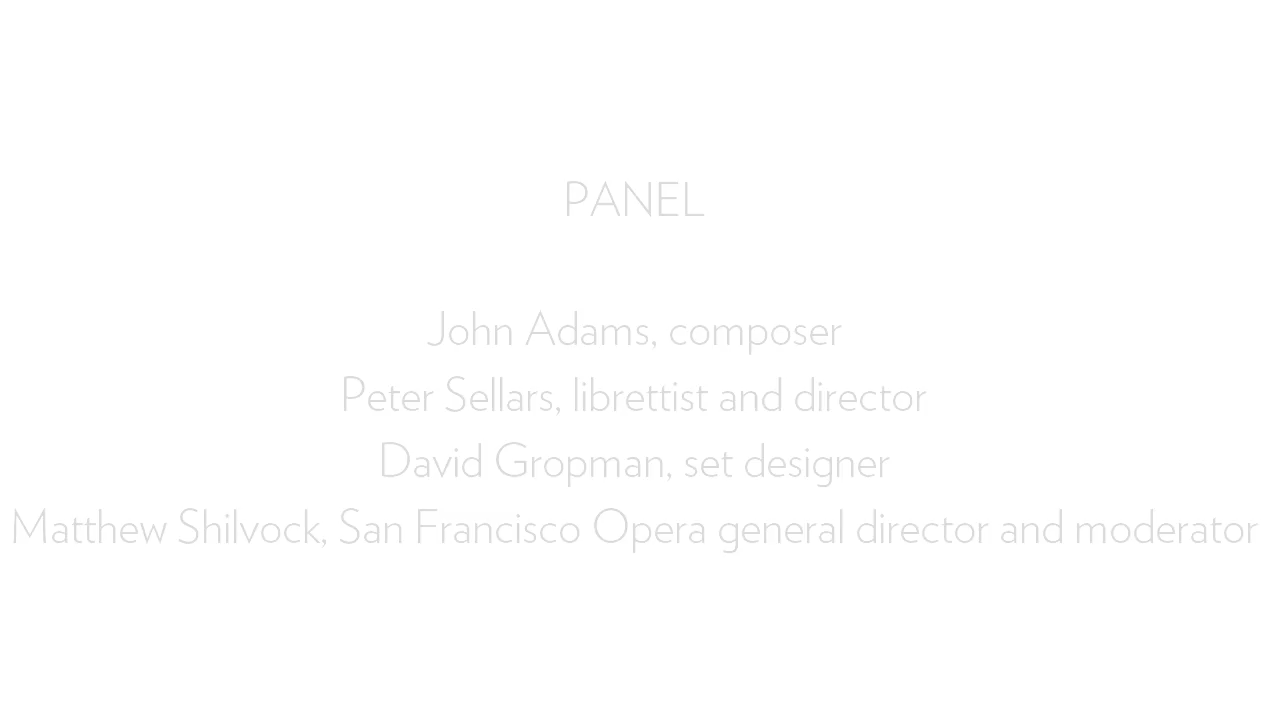 PANEL
John Adams, composer
Peter Sellars, librettist and director
David Gropman, set designer
Matthew Shilvock, San Francisco Opera general director and moderator